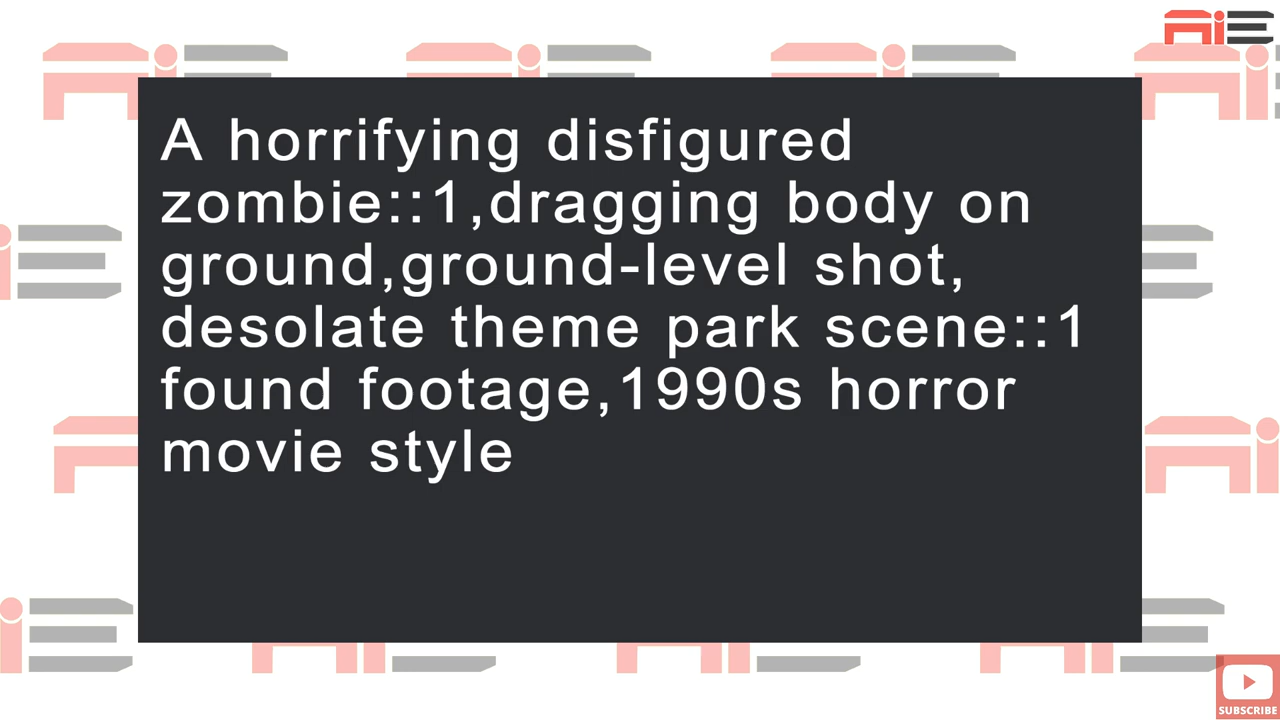 A horrifying disfigured
zombie::1,dragging body on
ground,ground-level shot,
desolate theme park scene::1
found footage,1990s horror
movie style
SUBSCRIBE